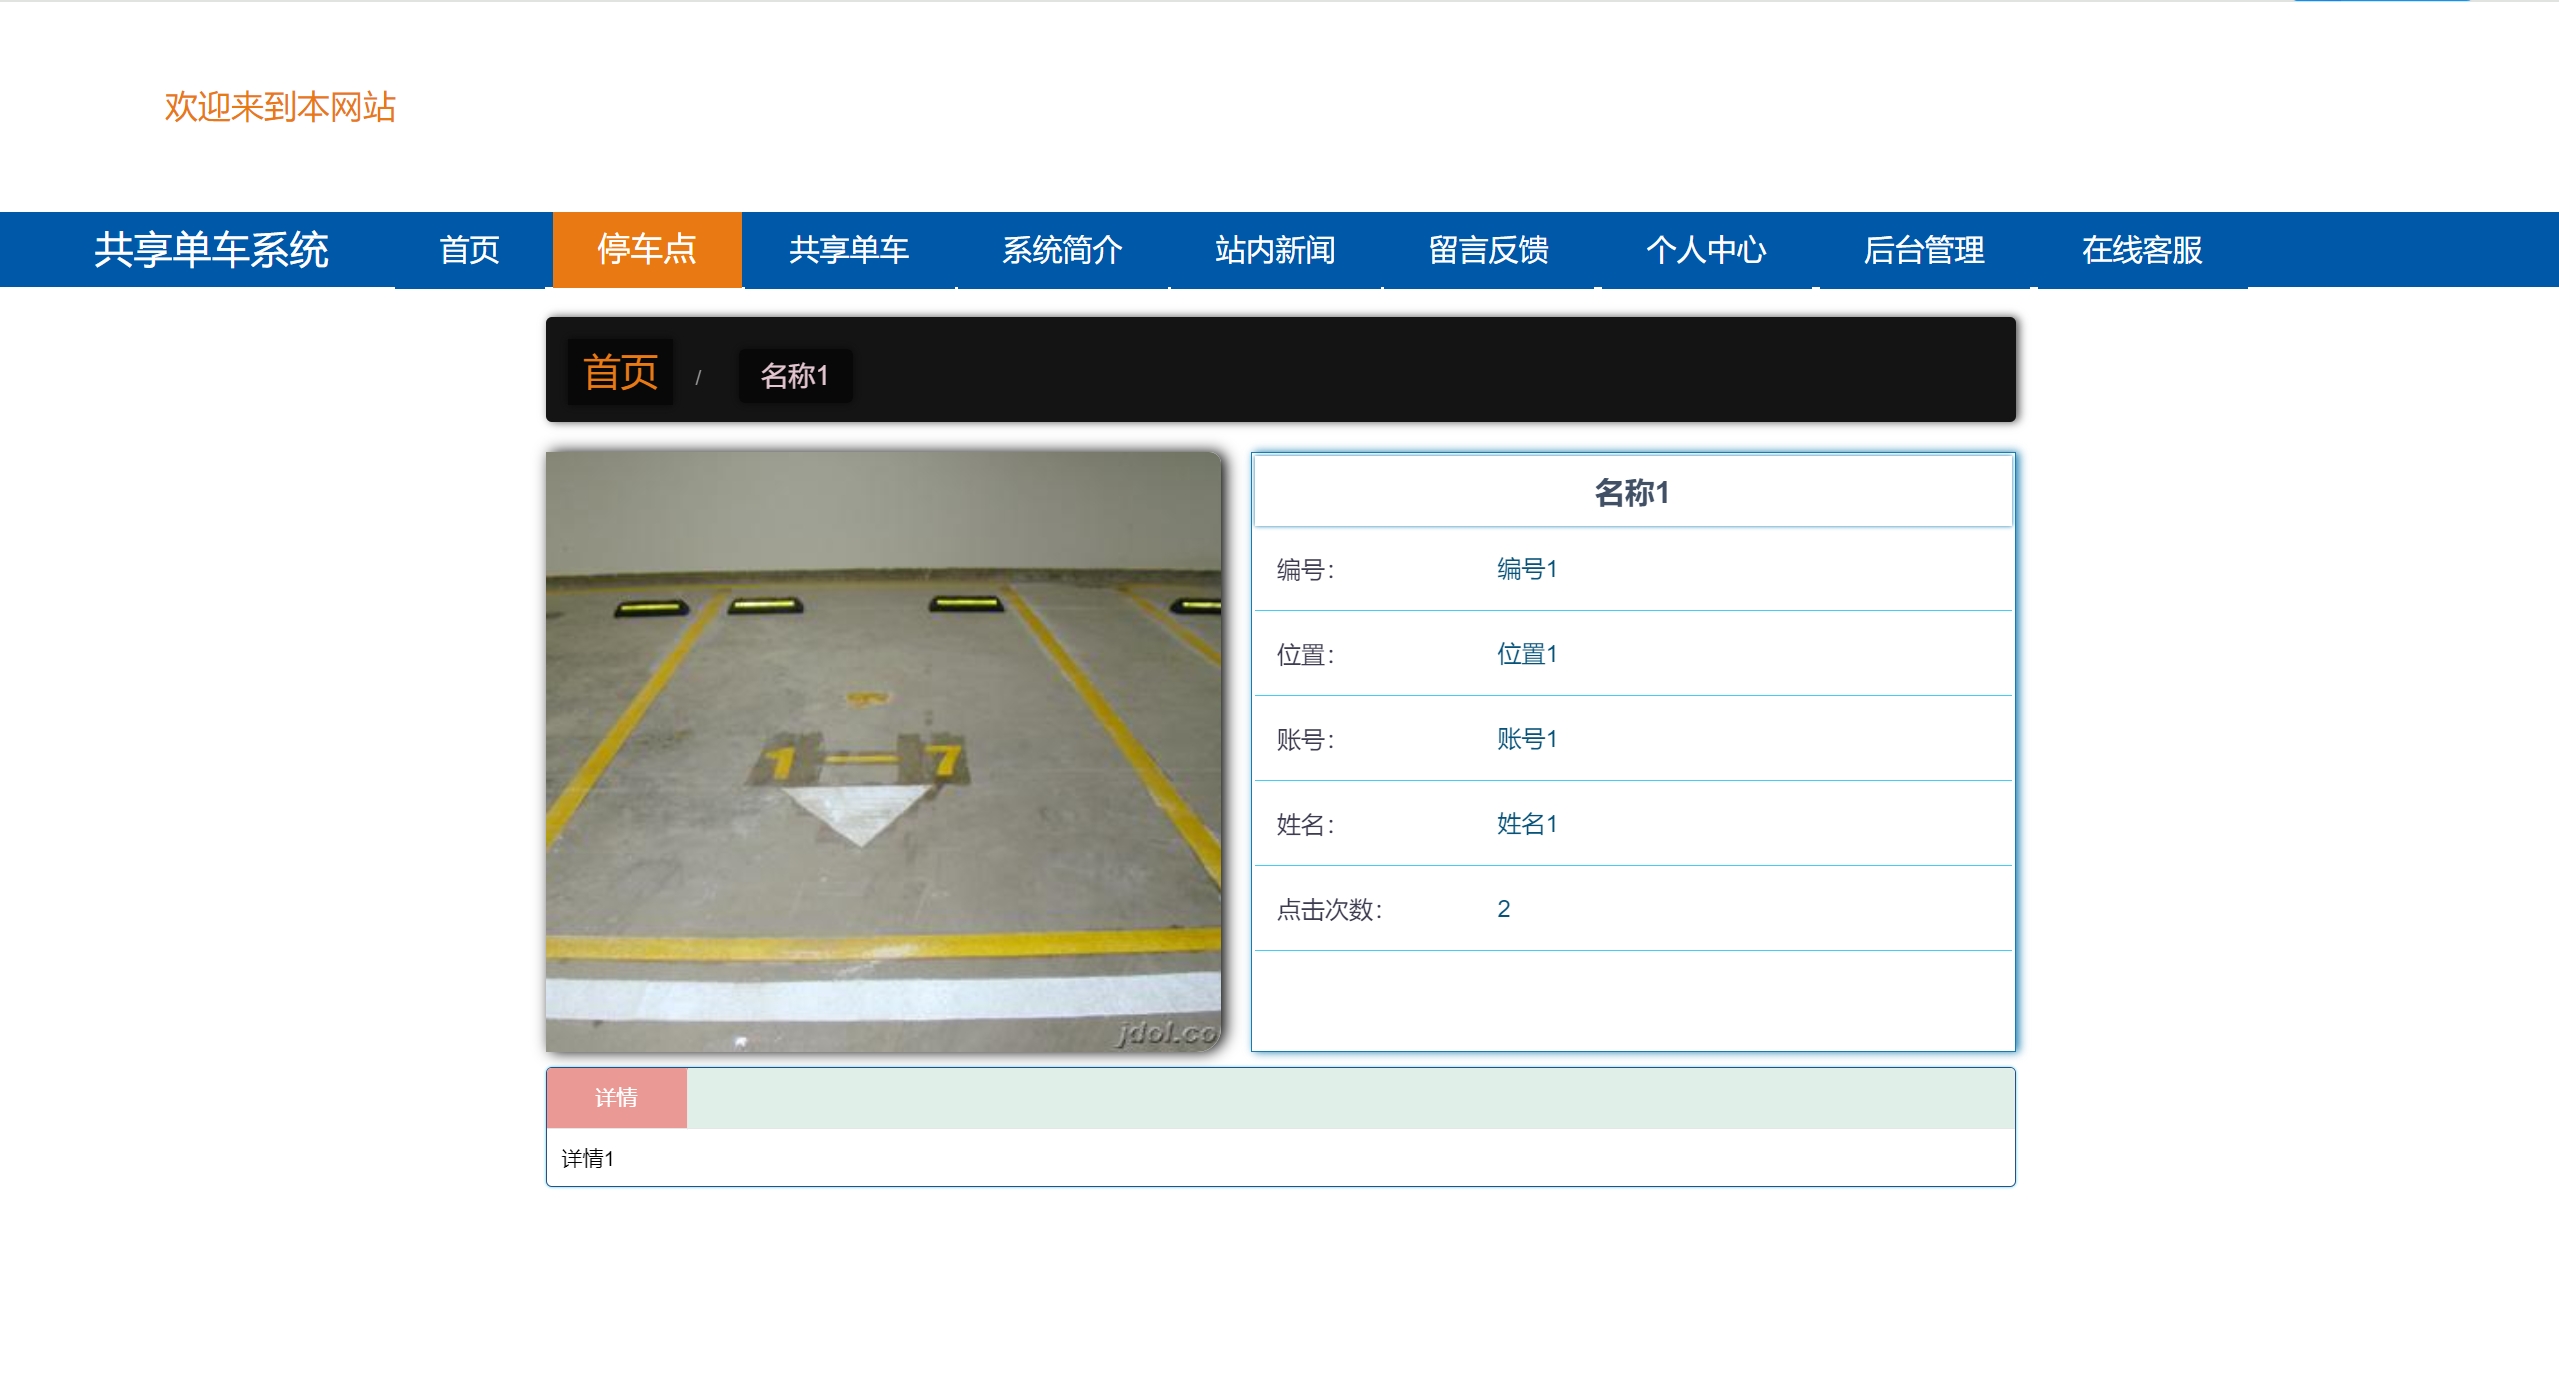 欢迎来到本网站
共享单车系统 首页 停车点 共享单车 系统简介 站内新闻 留言反馈 个人中心 后台管理 在线客服
首页 / 名称1
1 7
jdol.co
名称1
编号： 编号1
位置： 位置1
账号： 账号1
姓名： 姓名1
点击次数： 2
详情
详情1